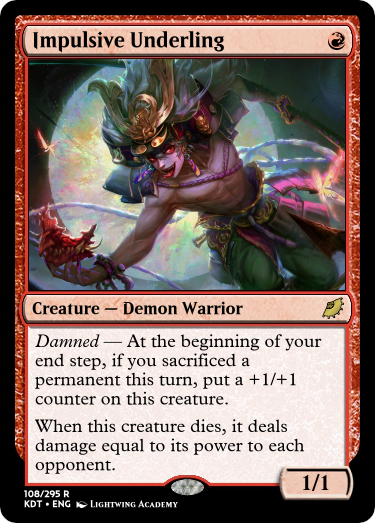 Impulsive Underling
Creature — Demon Warrior
Damned — At the beginning of your
end step, if you sacrificed a
permanent this turn, put a +1/+1
counter on this creature.
When this creature dies, it deals
damage equal to its power to each
opponent.
1/1
108/295 R
KDT • ENG Lightwing Academy